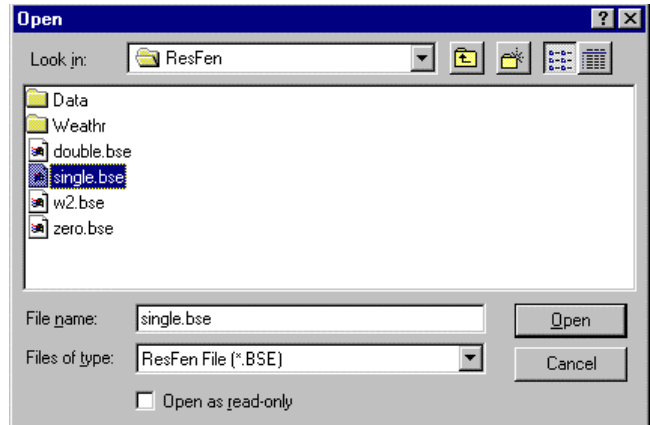 Open
Look in: ResFen
Data
Weathr
double.bse
single.bse
w2.bse
zero.bse
File name: single.bse Open
Files of type: ResFen File (*.BSE) Cancel
Open as read-only